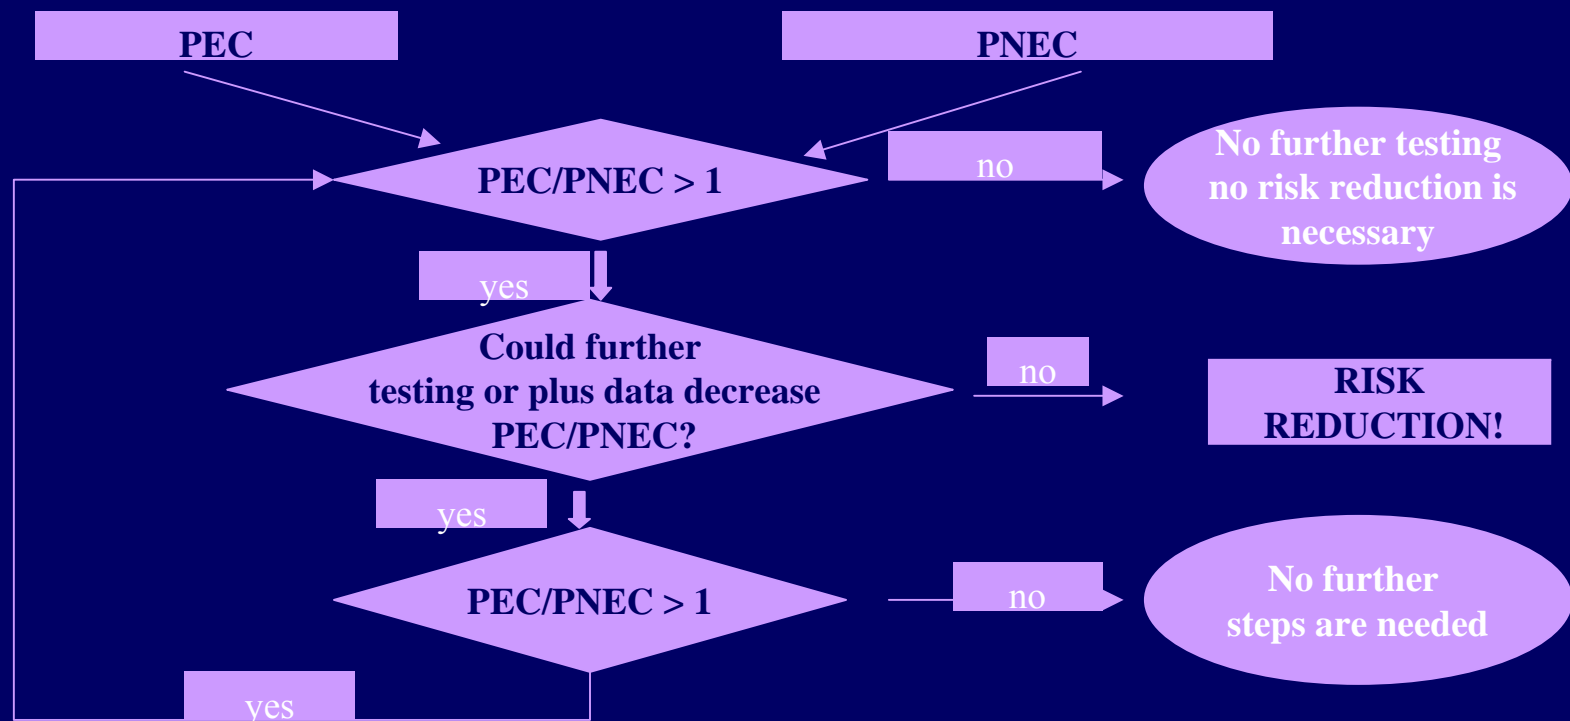 PEC
PNEC
PEC/PNEC > 1
no
No further testing
no risk reduction is
necessary
yes
Could further
testing or plus data decrease
PEC/PNEC?
no
RISK
REDUCTION!
yes
PEC/PNEC > 1
no
No further
steps are needed
yes